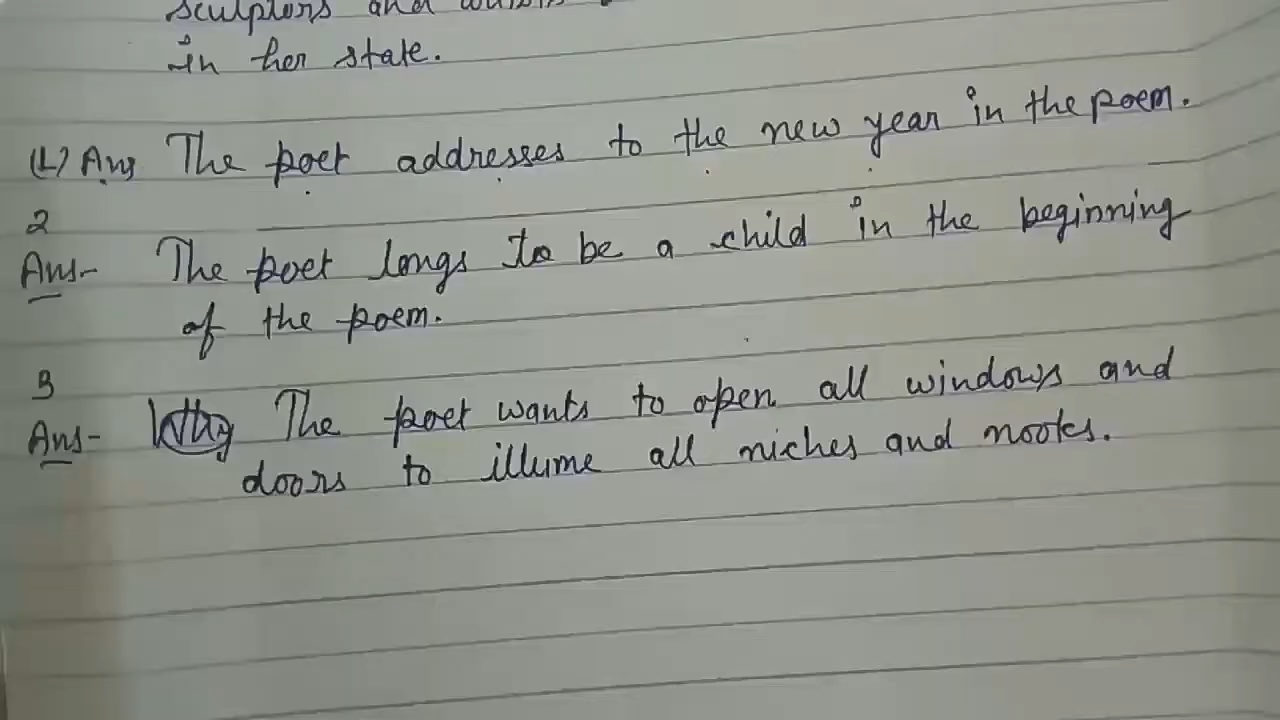 sculptors and
in her state.
(1) Ans The poet addresses to the new year in the poem.
2
Ans- The poet longs to be a child in the beginning
of the poem.
3
Ans- The poet wants to open all windows and
doors to illume all niches and nooks.